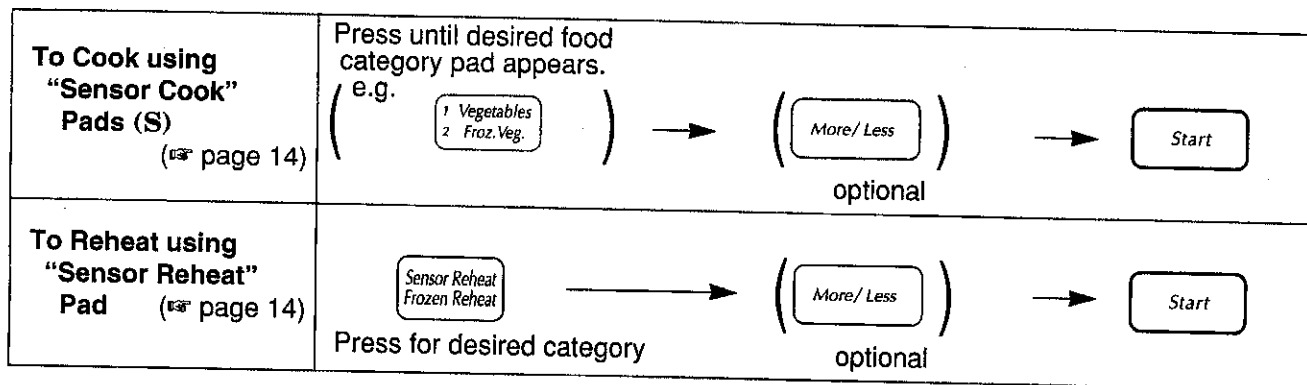 To Cook using
"Sensor Cook"
Pads (S)
(☞ page 14)
Press until desired food
category pad appears.
e.g.
1 Vegetables
2 Froz.Veg.
More/Less
optional
Start
To Reheat using
"Sensor Reheat"
Pad (☞ page 14)
Sensor Reheat
Frozen Reheat
Press for desired category
More/Less
optional
Start